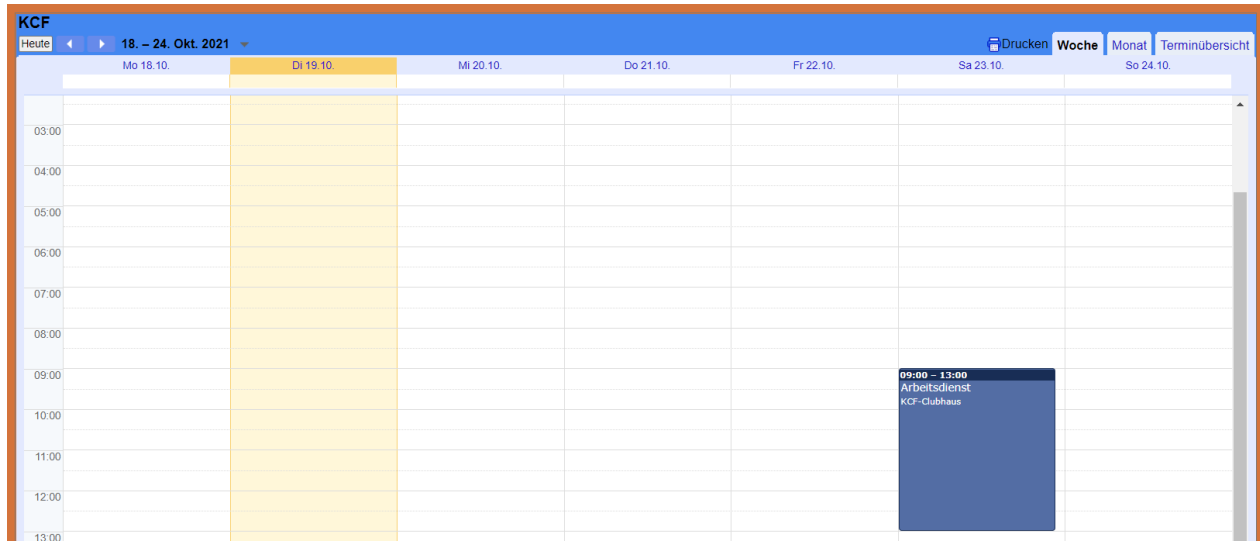 KCF
Heute 18. – 24. Okt. 2021 Drucken Woche Monat Terminübersicht
Mo 18.10. Di 19.10. Mi 20.10. Do 21.10. Fr 22.10. Sa 23.10. So 24.10.
03:00
04:00
05:00
06:00
07:00
08:00
09:00
09:00 – 13:00
Arbeitsdienst
KCF-Clubhaus
10:00
11:00
12:00
13:00